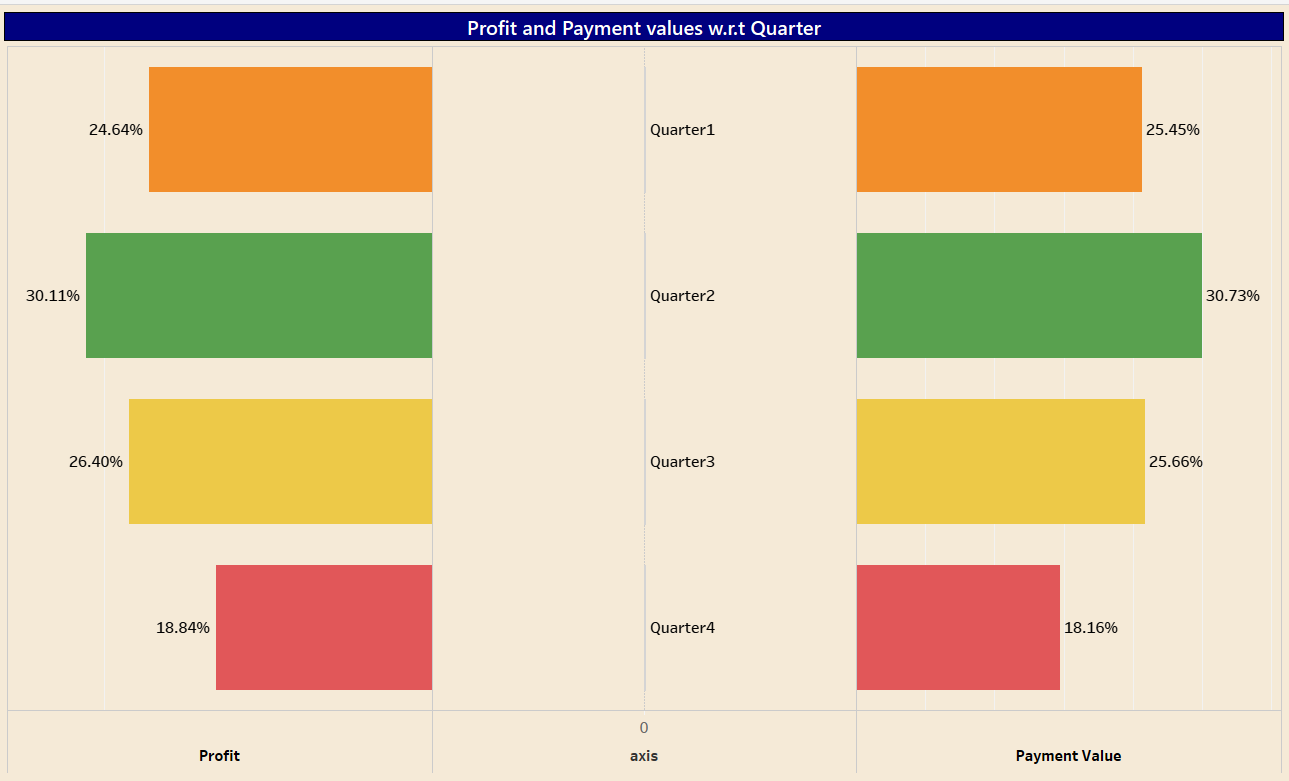 Profit and Payment values w.r.t Quarter
24.64% Quarter1 25.45%
30.11% Quarter2 30.73%
26.40% Quarter3 25.66%
18.84% Quarter4 18.16%
0
Profit axis Payment Value